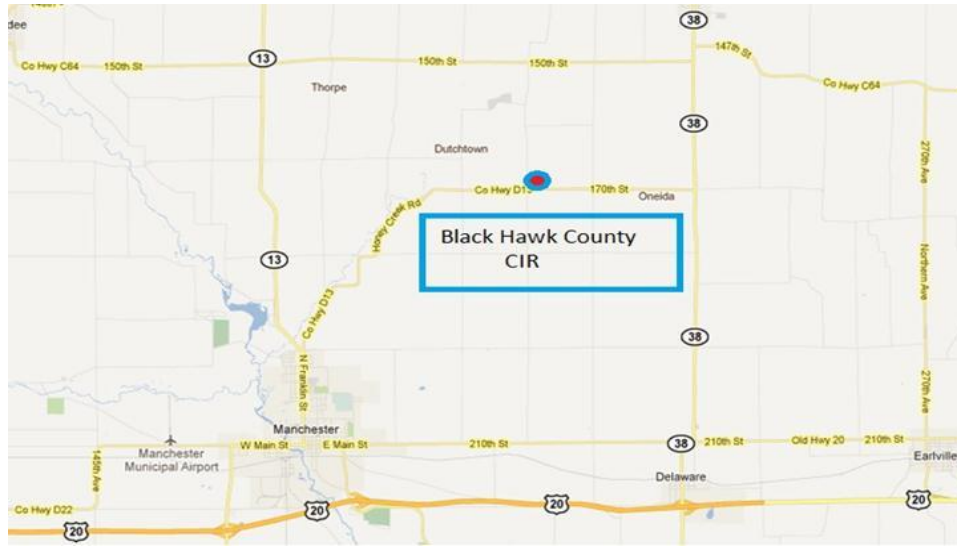 38
dee
13
147th St
Co Hwy C64
150th St
150th St
150th St
Co Hwy C64
Thorpe
38
Dutchtown
270th Ave
Co Hwy D13
170th St
Oneida
Honey Creek Rd
Black Hawk County
CIR
13
Northern Ave
Co Hwy D13
38
N Franklin St
270th Ave
Manchester
W Main St
E Main St
210th St
38
210th St
Old Hwy 20
210th St
Manchester
Municipal Airport
145th Ave
Earlville
Delaware
Co Hwy D22
20
20
20
20